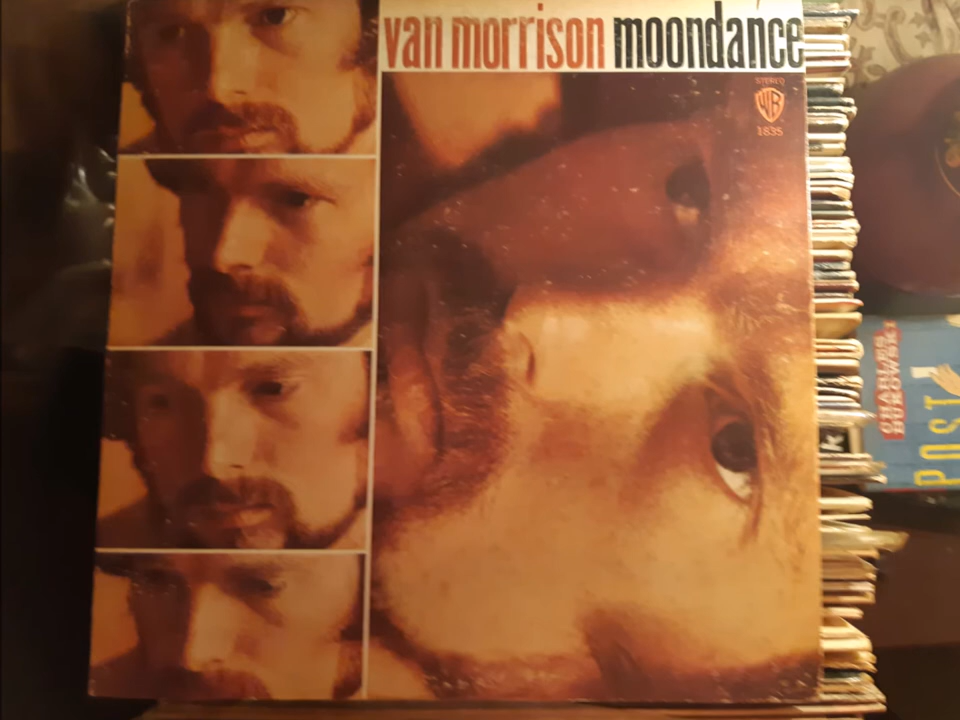 van morrison moondance
STEREO
WB
1835
k
CHARLES
BUKOWSKI
POST